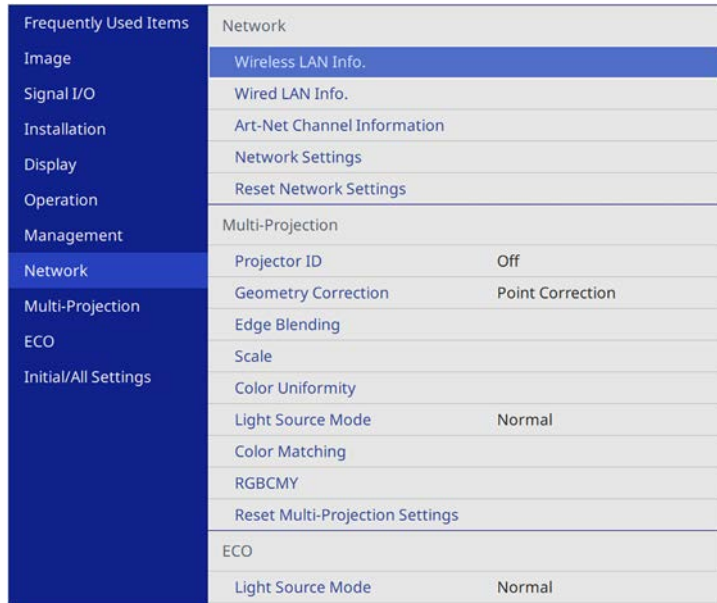 Frequently Used Items
Image
Signal I/O
Installation
Display
Operation
Management
Network
Multi-Projection
ECO
Initial/All Settings
Network
Wireless LAN Info.
Wired LAN Info.
Art-Net Channel Information
Network Settings
Reset Network Settings
Multi-Projection
Projector ID Off
Geometry Correction Point Correction
Edge Blending
Scale
Color Uniformity
Light Source Mode Normal
Color Matching
RGBCMY
Reset Multi-Projection Settings
ECO
Light Source Mode Normal